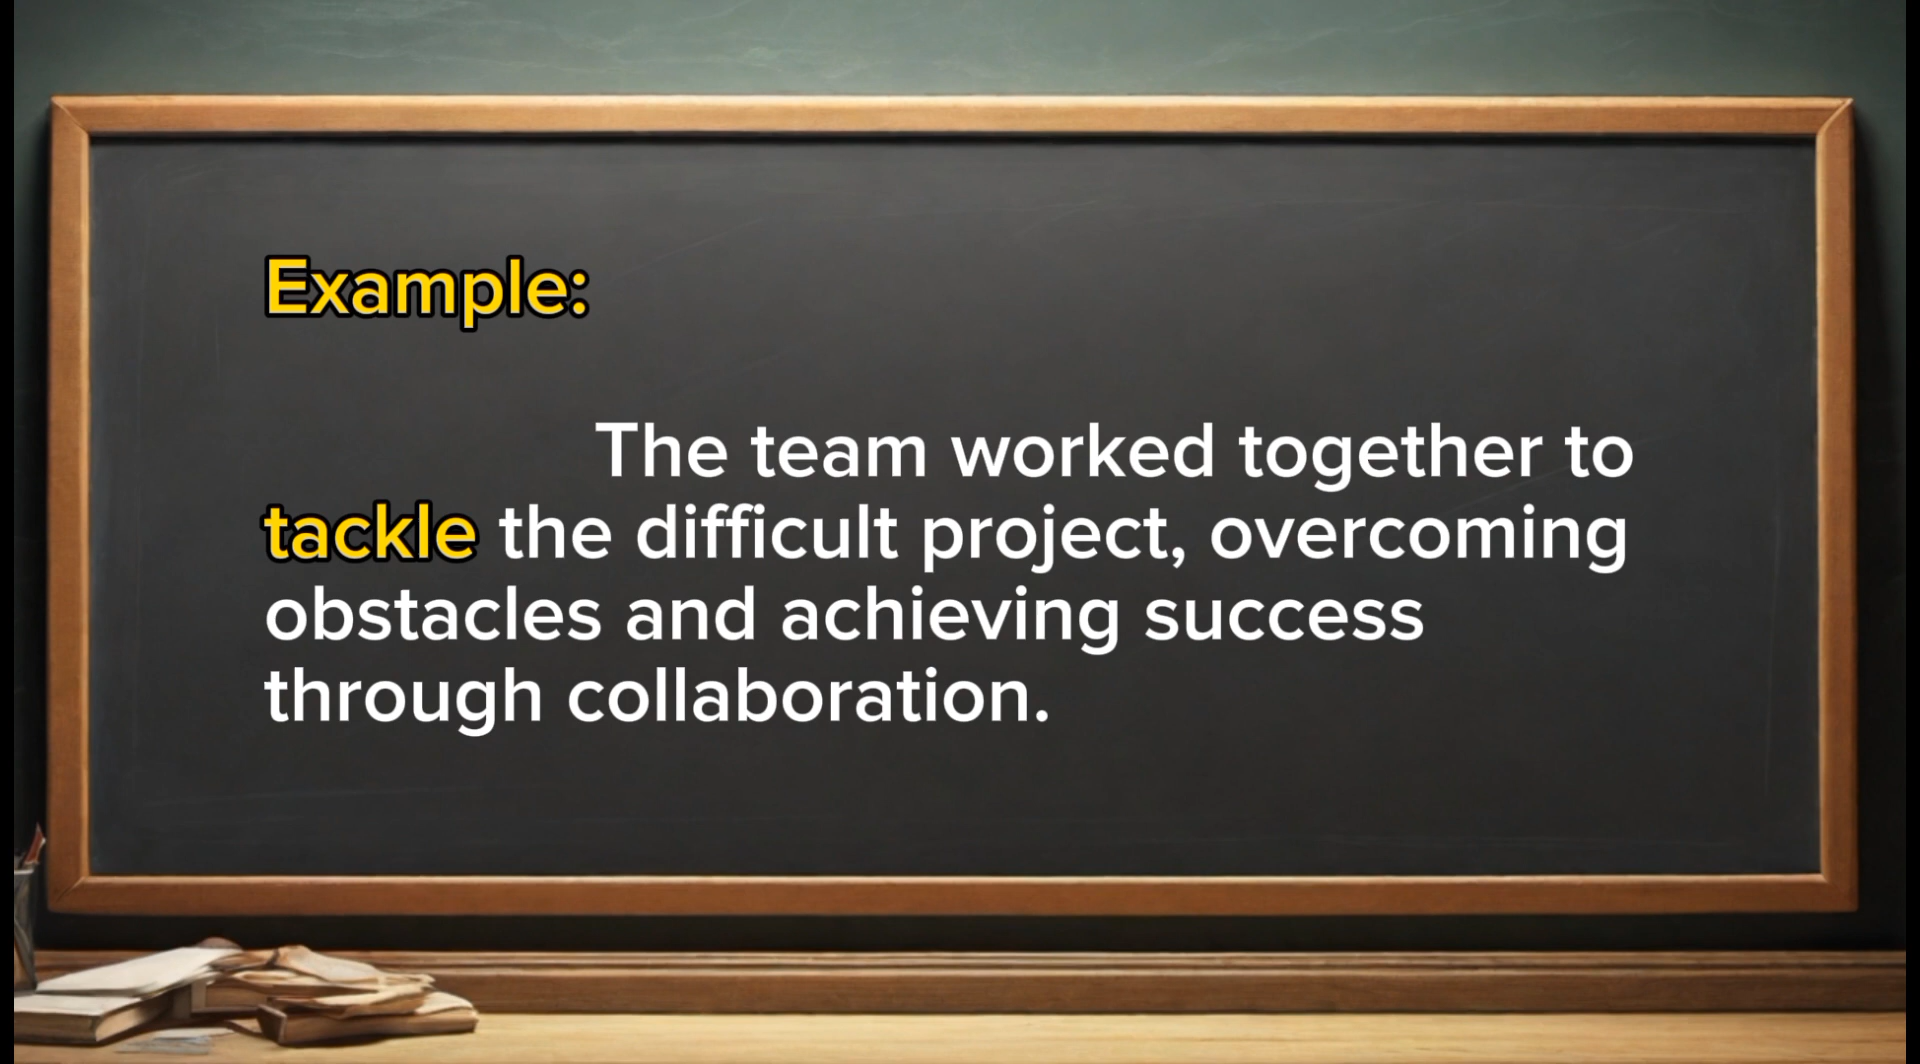 Example:
The team worked together to
tackle the difficult project, overcoming
obstacles and achieving success
through collaboration.